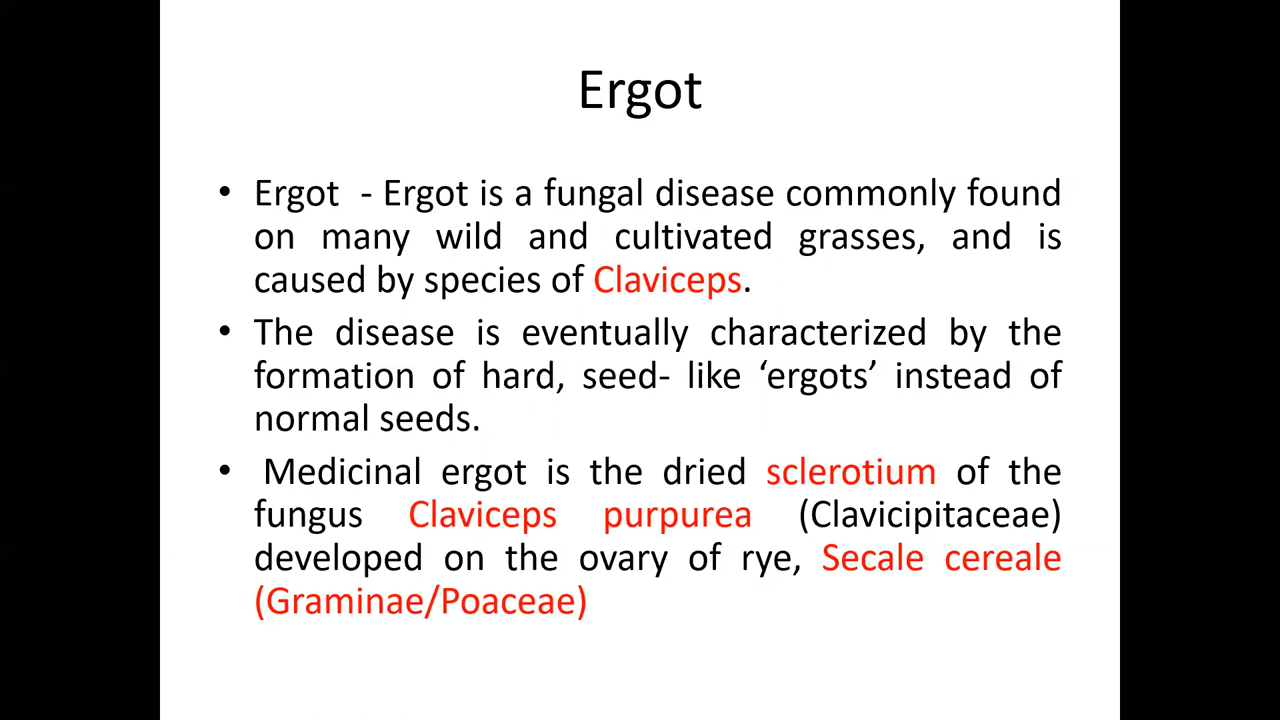 Ergot
• Ergot - Ergot is a fungal disease commonly found
on many wild and cultivated grasses, and is
caused by species of Claviceps.
• The disease is eventually characterized by the
formation of hard, seed- like ‘ergots’ instead of
normal seeds.
• Medicinal ergot is the dried sclerotium of the
fungus Claviceps purpurea (Clavicipitaceae)
developed on the ovary of rye, Secale cereale
(Graminae/Poaceae)